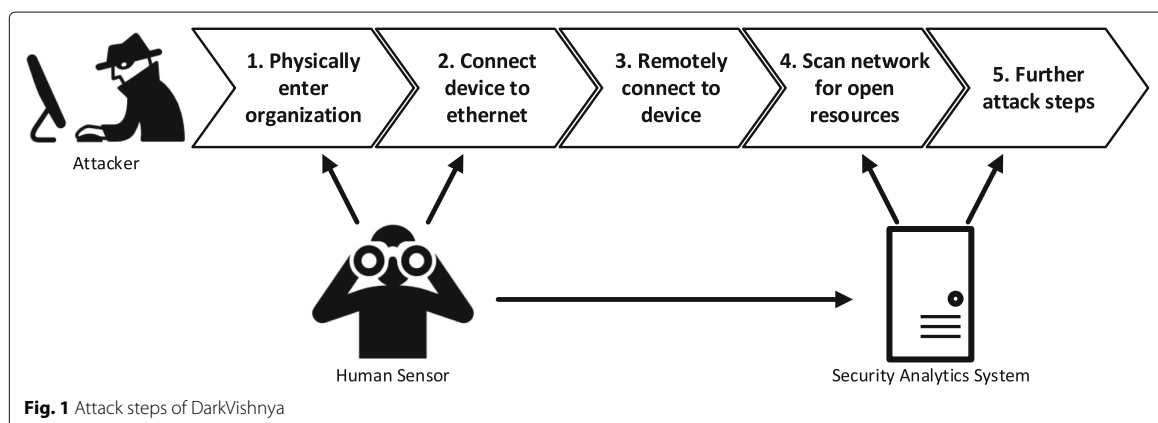 1. Physically
enter
organization
2. Connect
device to
ethernet
3. Remotely
connect to
device
4. Scan network
for open
resources
5. Further
attack steps
Attacker
Human Sensor
Security Analytics System
Fig. 1 Attack steps of DarkVishnya